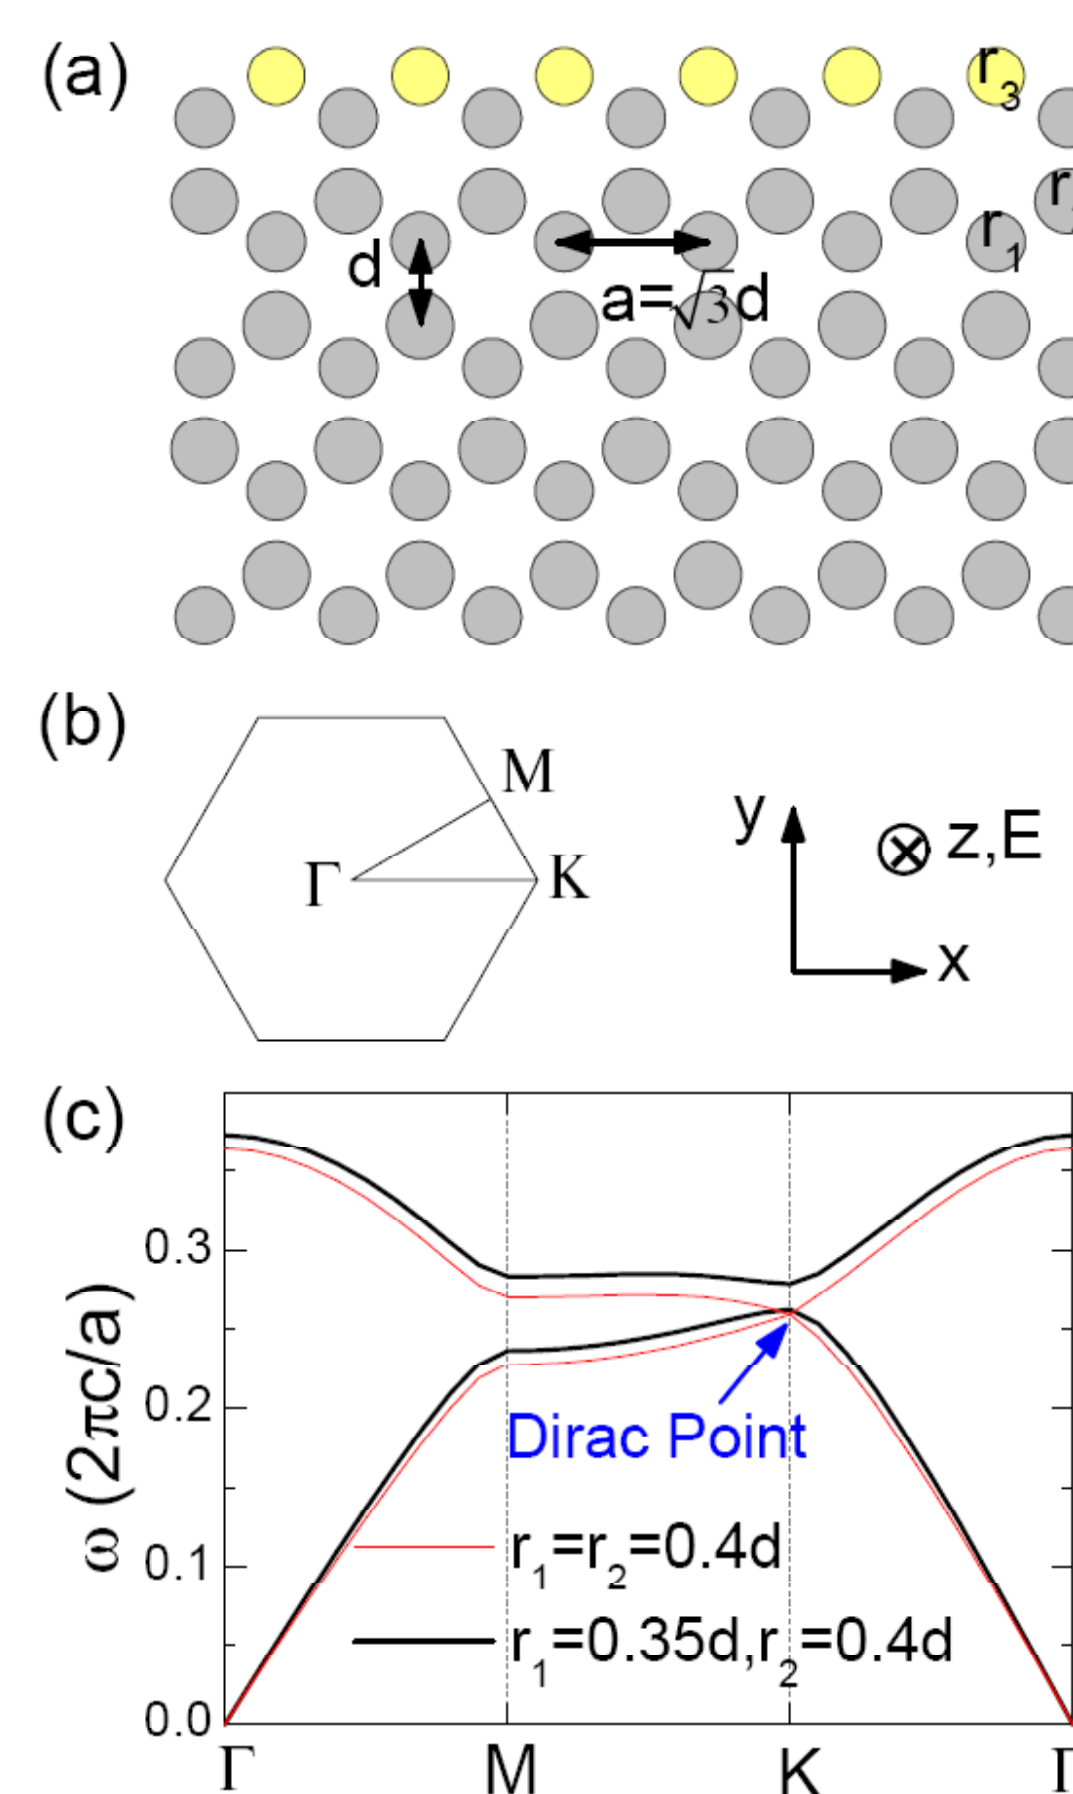 (a)
r₃
r
r₁
d
a=√3d
(b)
M
Γ
K
y
z,E
x
(c)
ω (2πc/a)
0.3
0.2
0.1
0.0
Dirac Point
r₁=r₂=0.4d
r₁=0.35d,r₂=0.4d
Γ
M
K